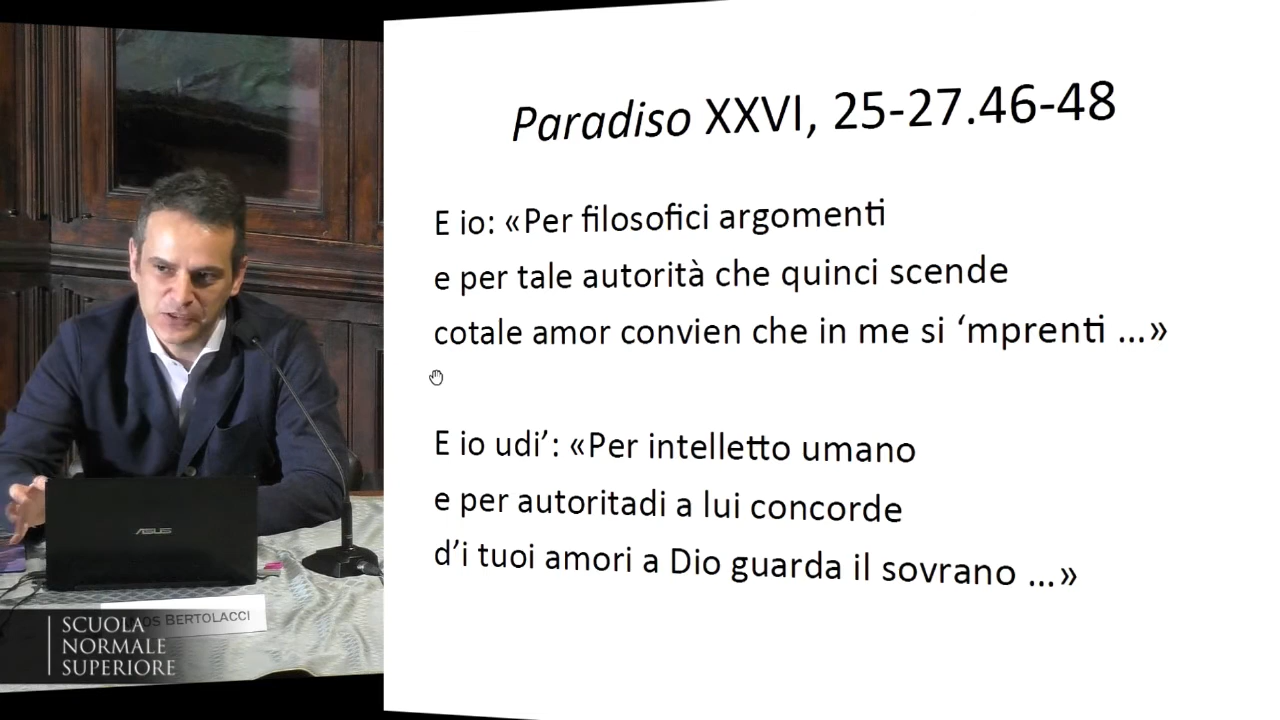 Paradiso XXVI, 25-27.46-48
E io: «Per filosofici argomenti
e per tale autorità che quinci scende
cotale amor convien che in me si ‘mprenti ...»
E io udi’: «Per intelletto umano
e per autoritadi a lui concorde
d’i tuoi amori a Dio guarda il sovrano ...»
ASUS
BERTOLACCI
SCUOLA
NORMALE
SUPERIORE